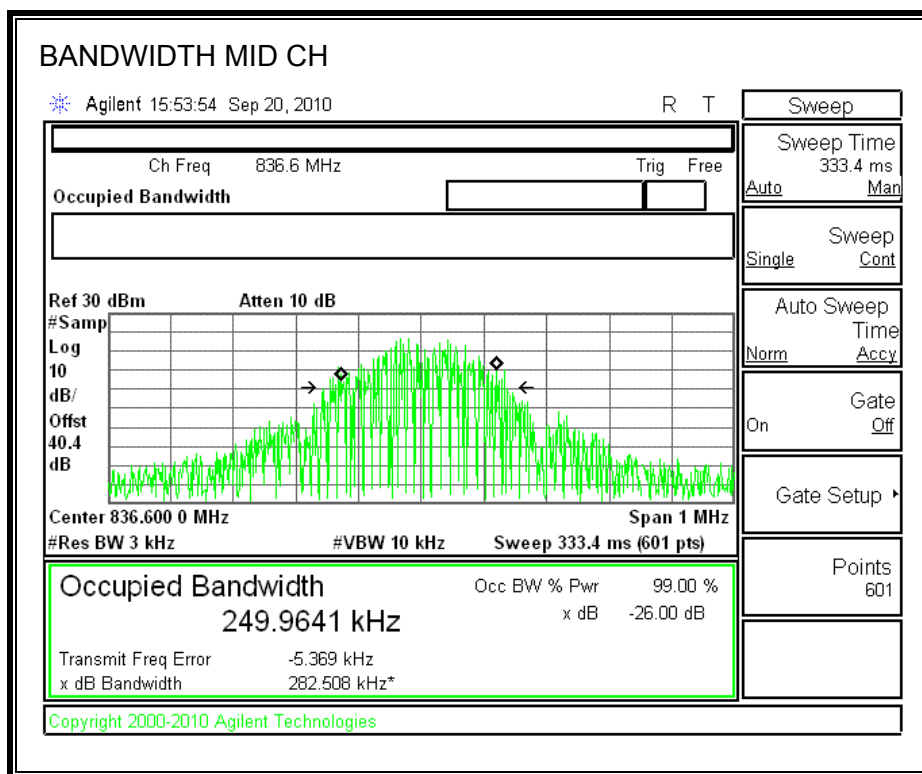 BANDWIDTH MID CH
Agilent 15:53:54 Sep 20, 2010 R T
Ch Freq 836.6 MHz Trig Free
Occupied Bandwidth
Ref 30 dBm Atten 10 dB
#Samp
Log
10
dB/
Offst
40.4
dB
Center 836.600 0 MHz Span 1 MHz
#Res BW 3 kHz #VBW 10 kHz Sweep 333.4 ms (601 pts)
Occupied Bandwidth
249.9641 kHz
Occ BW % Pwr 99.00 %
x dB -26.00 dB
Transmit Freq Error -5.369 kHz
x dB Bandwidth 282.508 kHz*
Copyright 2000-2010 Agilent Technologies
Sweep
Sweep Time
333.4 ms
Auto Man
Sweep
Single Cont
Auto Sweep
Time
Norm Accy
Gate
On Off
Gate Setup
Points
601